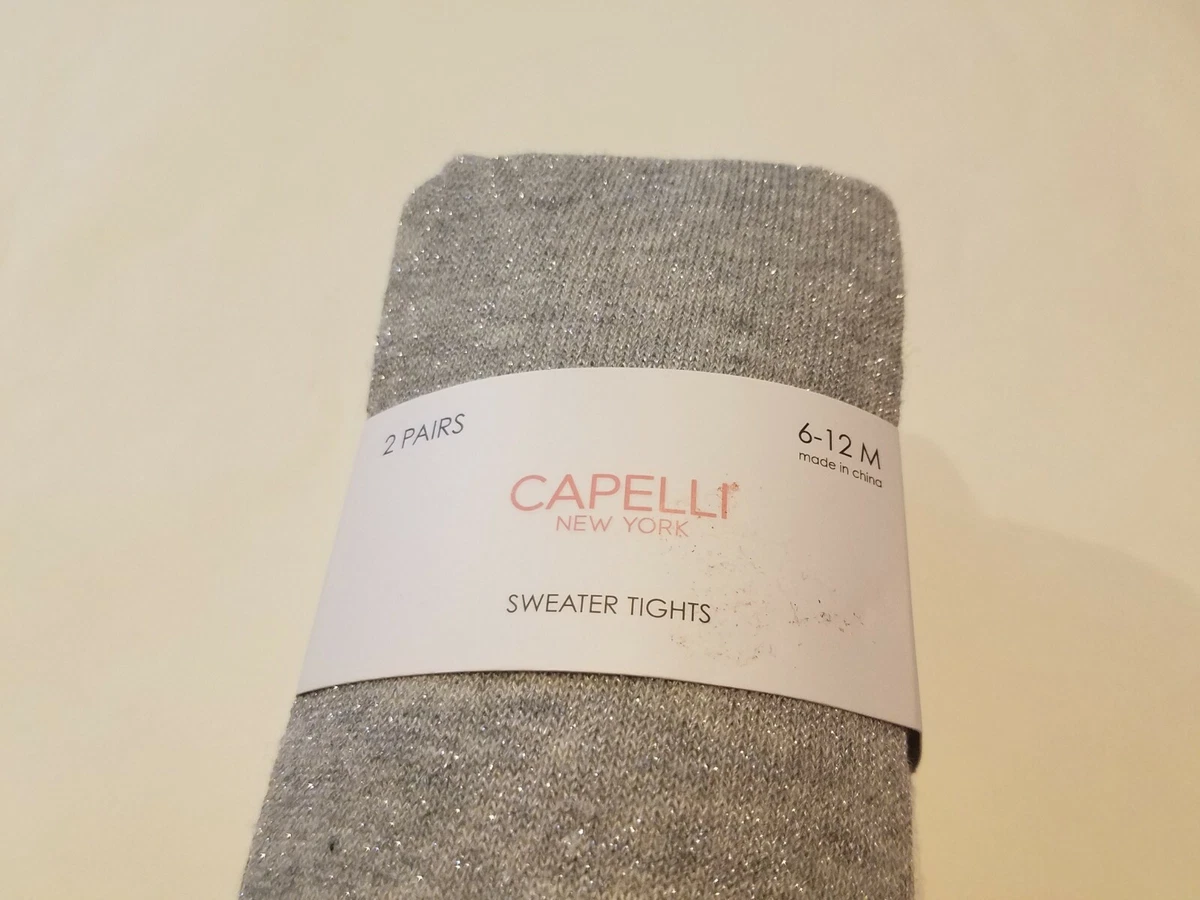 2 PAIRS
6-12 M
made in china
CAPELLI
NEW YORK
SWEATER TIGHTS